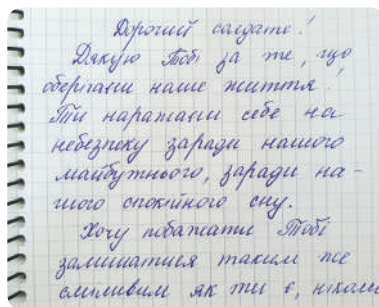 Дорогий солдате!
Дякую Тобі за те, що
оберігаєш наше життя!
Ти наражаєш себе на
небезпеку заради нашого
майбутнього, заради на-
шого спокійного сну.
Хочу побажати Тобі
залишатися таким же
сміливим як ти є, ніколи